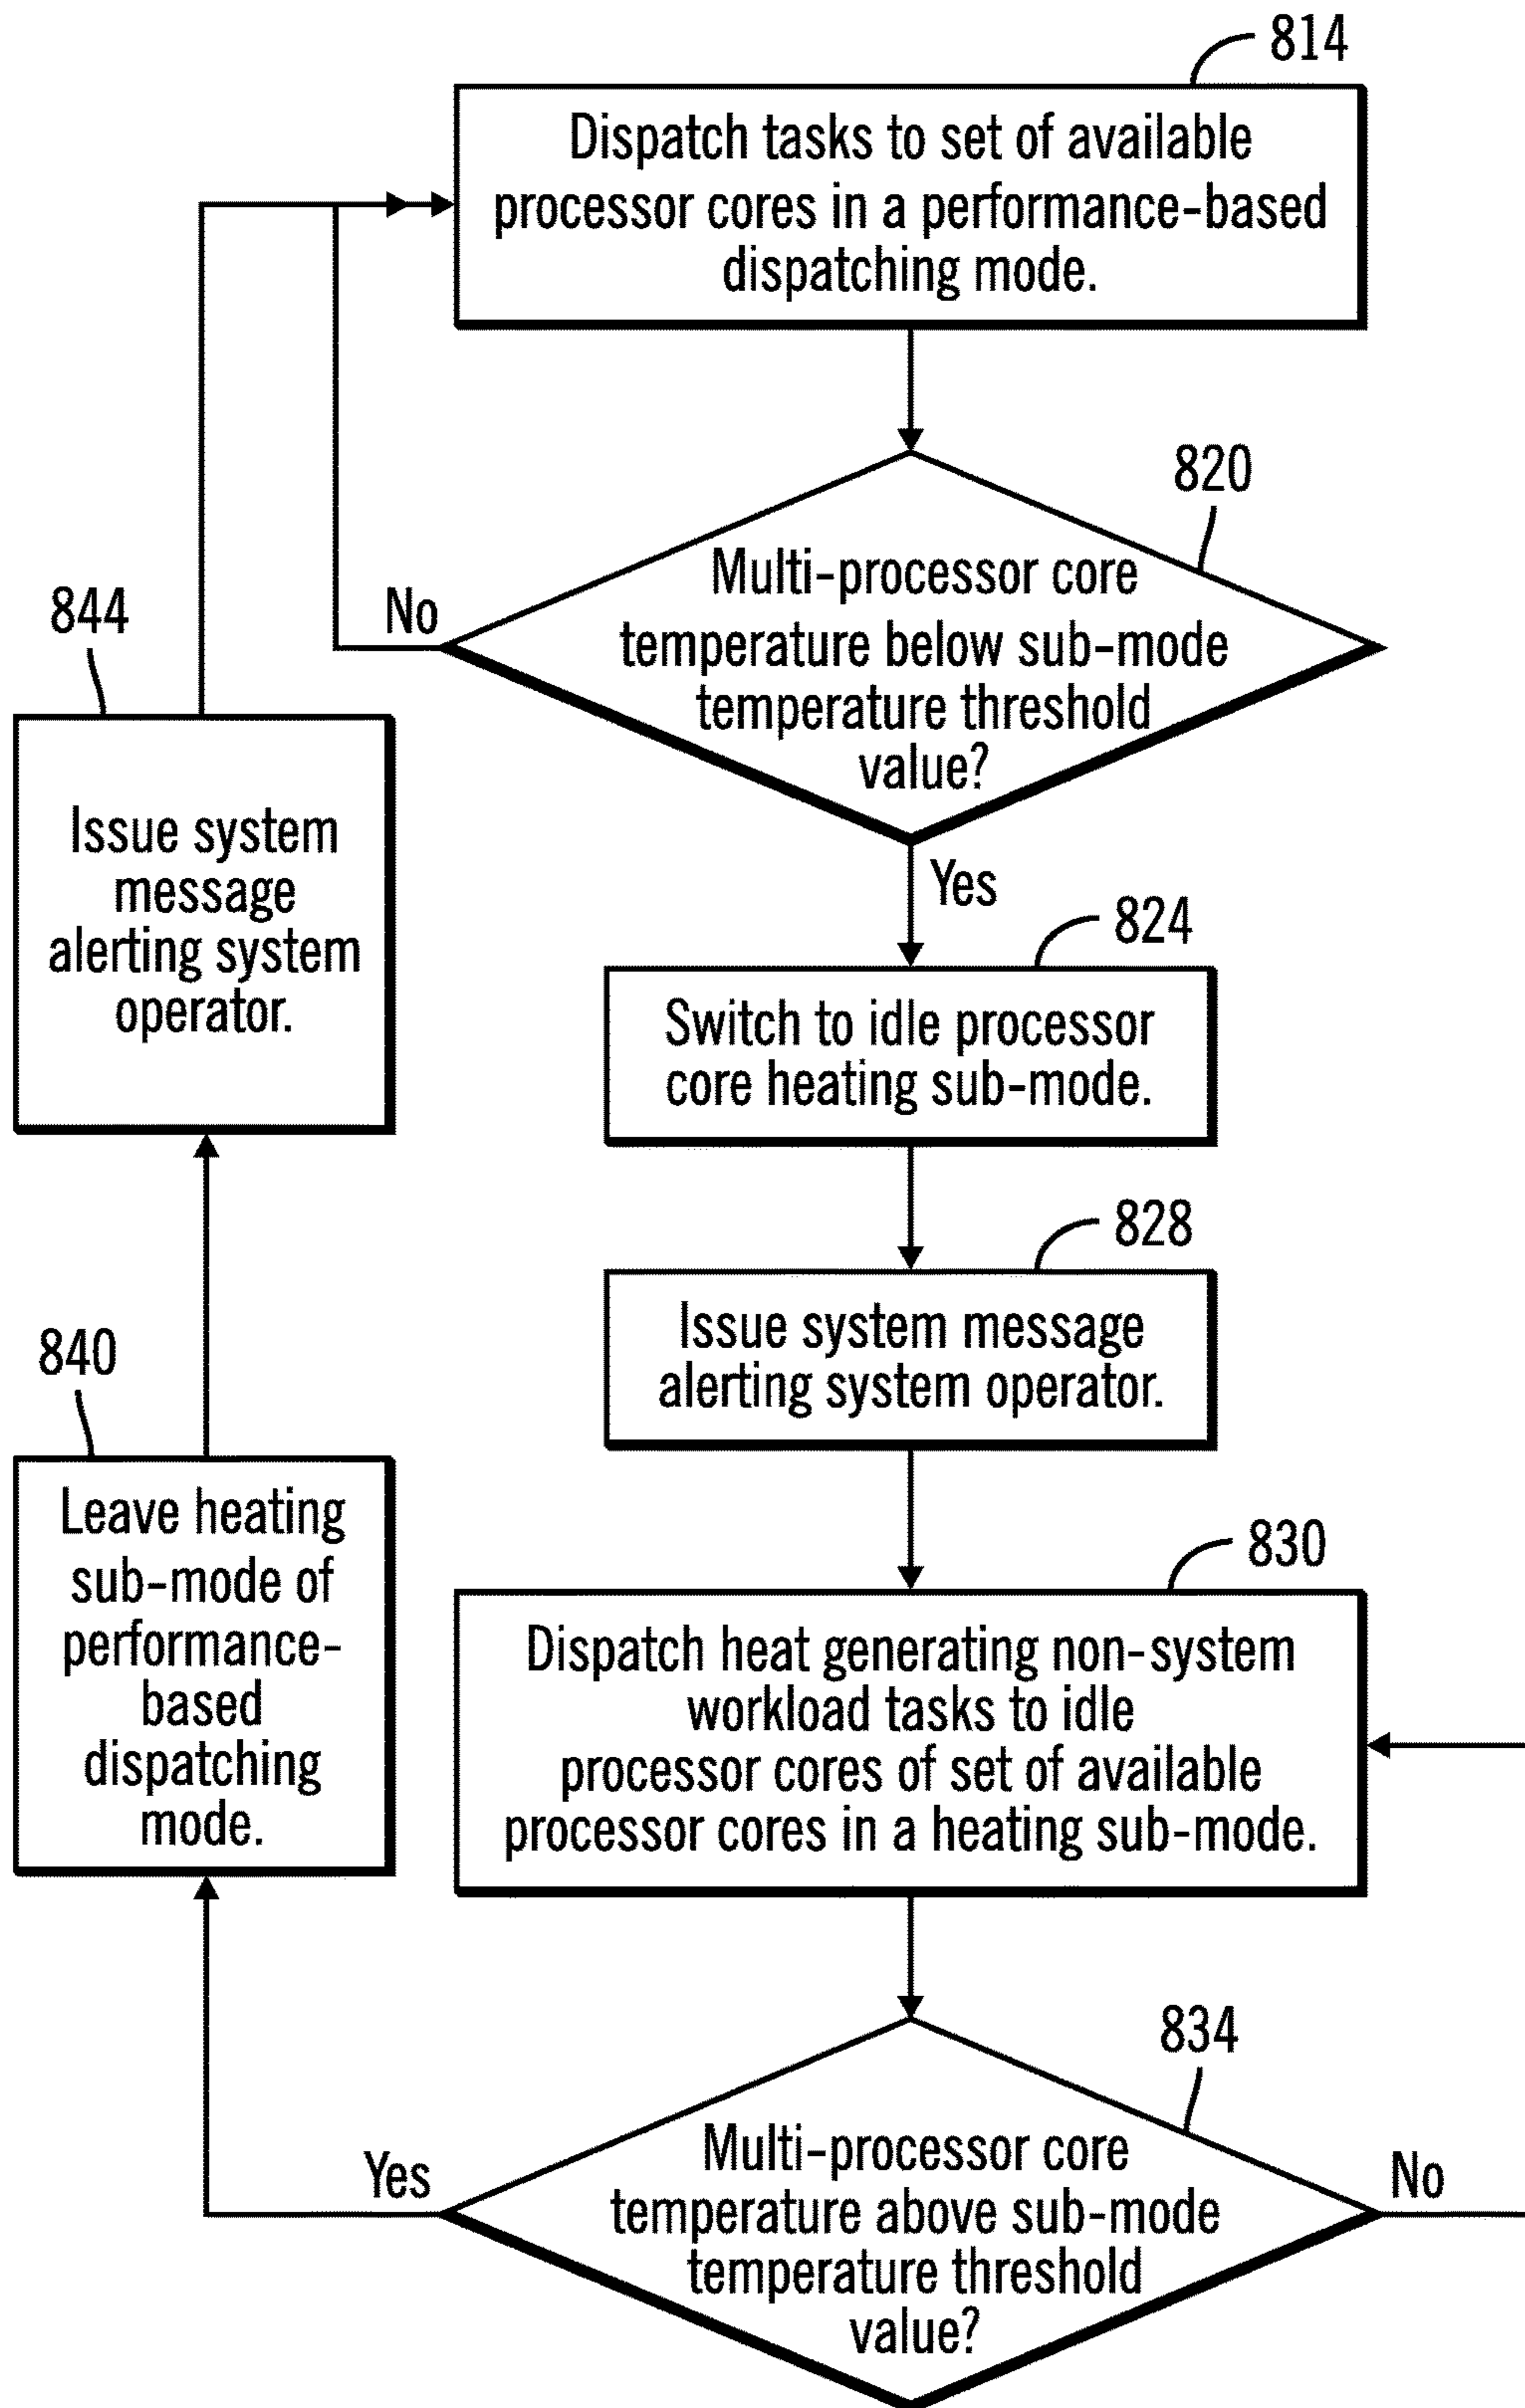 814
Dispatch tasks to set of available
processor cores in a performance-based
dispatching mode.
820
Multi-processor core
temperature below sub-mode
temperature threshold
value?
No
Yes
844
Issue system
message
alerting system
operator.
824
Switch to idle processor
core heating sub-mode.
828
Issue system message
alerting system operator.
840
Leave heating
sub-mode of
performance-
based
dispatching
mode.
830
Dispatch heat generating non-system
workload tasks to idle
processor cores of set of available
processor cores in a heating sub-mode.
834
Multi-processor core
temperature above sub-mode
temperature threshold
value?
Yes
No